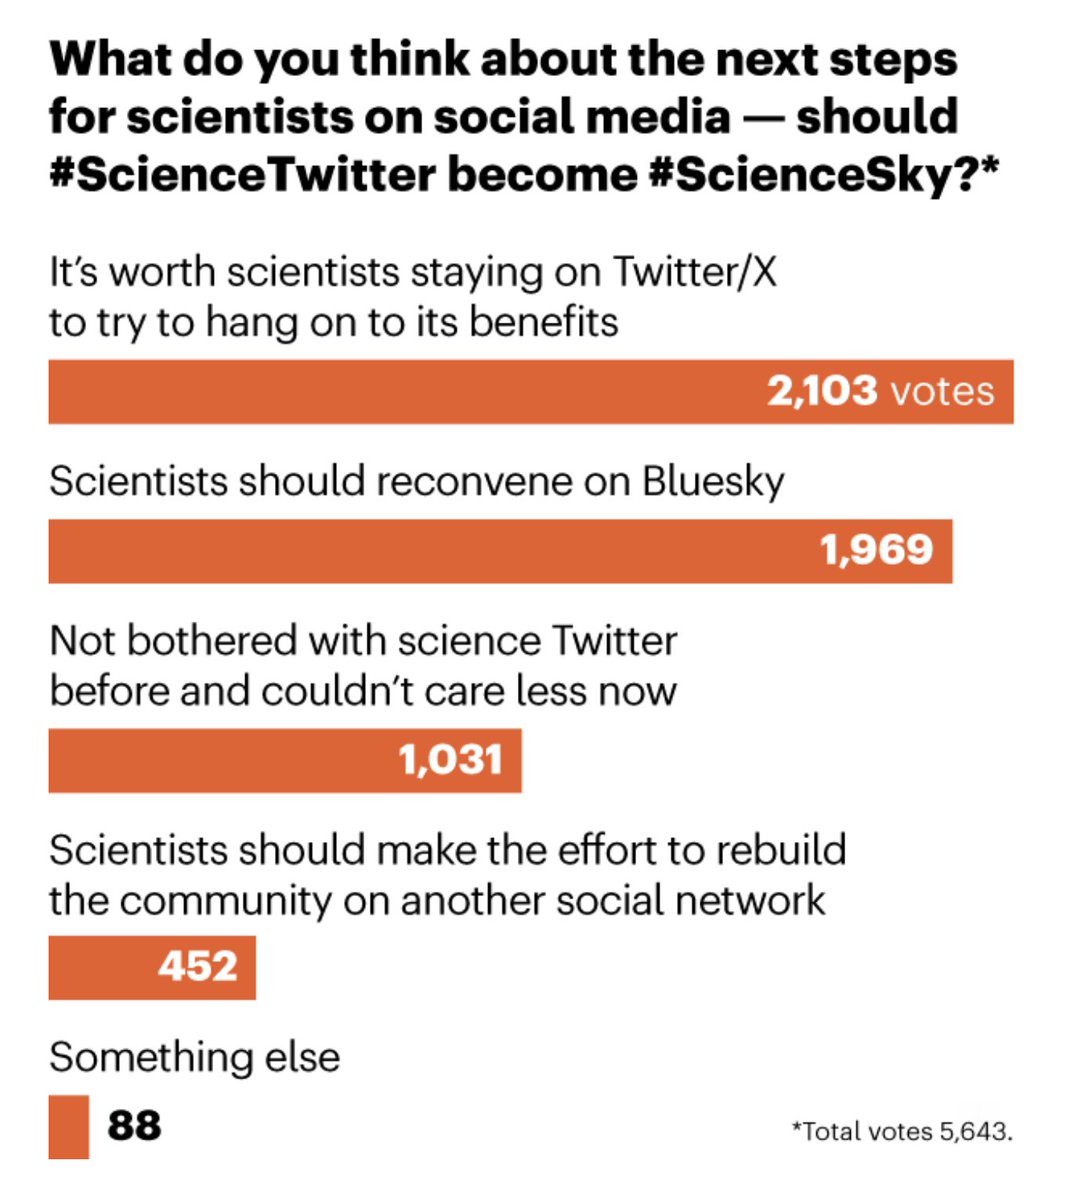 What do you think about the next steps
for scientists on social media — should
#ScienceTwitter become #ScienceSky?*
It’s worth scientists staying on Twitter/X
to try to hang on to its benefits
2,103 votes
Scientists should reconvene on Bluesky
1,969
Not bothered with science Twitter
before and couldn’t care less now
1,031
Scientists should make the effort to rebuild
the community on another social network
452
Something else
88
*Total votes 5,643.